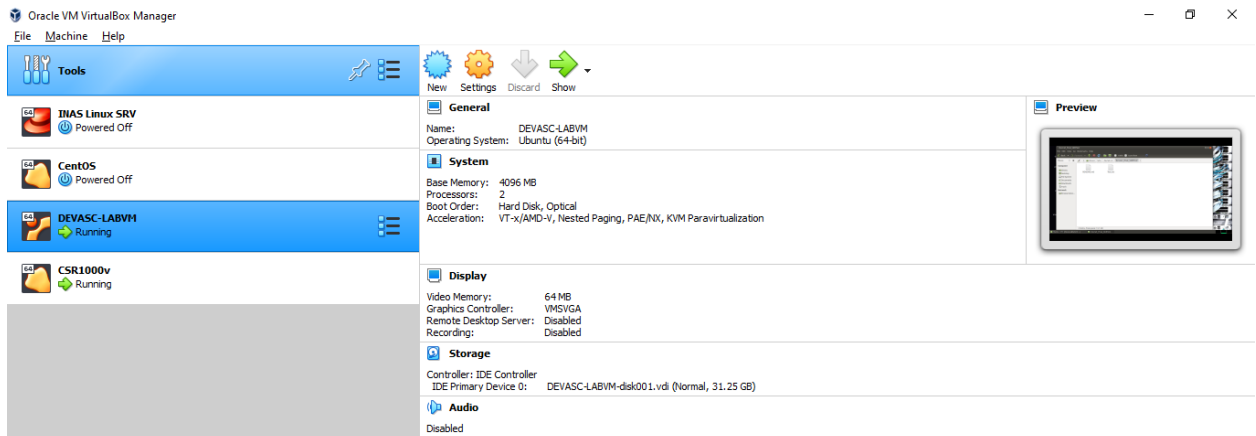 Oracle VM VirtualBox Manager
File Machine Help
Tools
New Settings Discard Show
64
INAS Linux SRV
Powered Off
64
CentOS
Powered Off
64
DEVASC-LABVM
Running
64
CSR1000v
Running
General
Name: DEVASC-LABVM
Operating System: Ubuntu (64-bit)
System
Base Memory: 4096 MB
Processors: 2
Boot Order: Hard Disk, Optical
Acceleration: VT-x/AMD-V, Nested Paging, PAE/NX, KVM Paravirtualization
Preview
Display
Video Memory: 64 MB
Graphics Controller: VMSVGA
Remote Desktop Server: Disabled
Recording: Disabled
Storage
Controller: IDE Controller
IDE Primary Device 0: DEVASC-LABVM-disk001.vdi (Normal, 31.25 GB)
Audio
Disabled